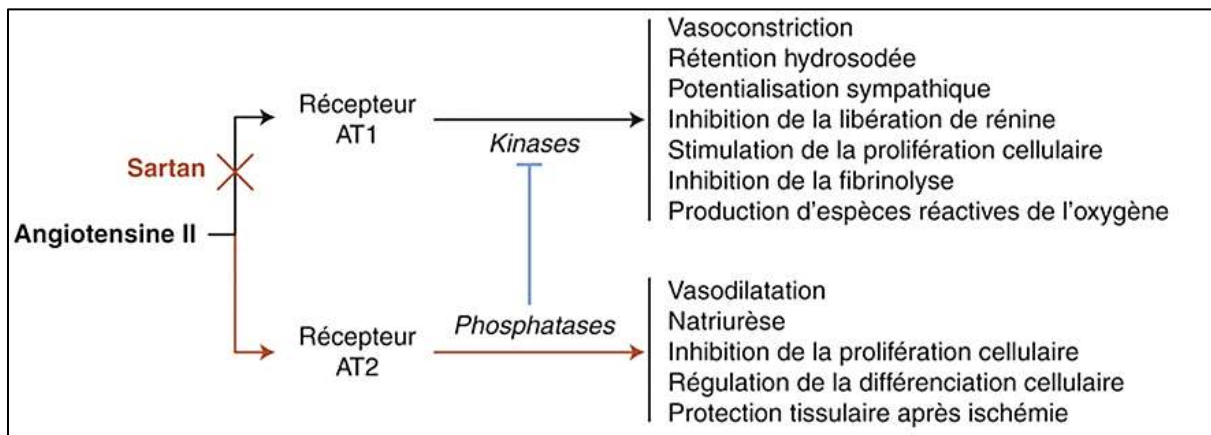 Vasoconstriction
Rétention hydrosodée
Potentialisation sympathique
Inhibition de la libération de rénine
Stimulation de la prolifération cellulaire
Inhibition de la fibrinolyse
Production d'espèces réactives de l'oxygène
Récepteur
AT1
Kinases
Sartan
Angiotensine II
Récepteur
AT2
Phosphatases
Vasodilatation
Natriurèse
Inhibition de la prolifération cellulaire
Régulation de la différenciation cellulaire
Protection tissulaire après ischémie